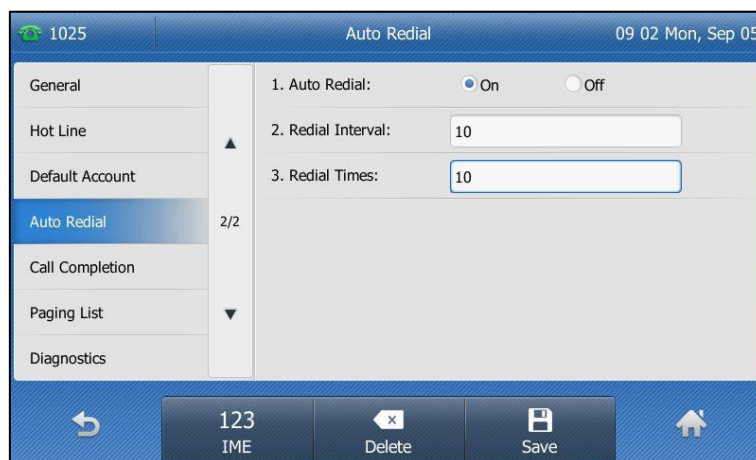 1025 Auto Redial 09 02 Mon, Sep 05
General
Hot Line
Default Account
Auto Redial
Call Completion
Paging List
Diagnostics
2/2
1. Auto Redial: On Off
2. Redial Interval: 10
3. Redial Times: 10
123
IME
Delete
Save